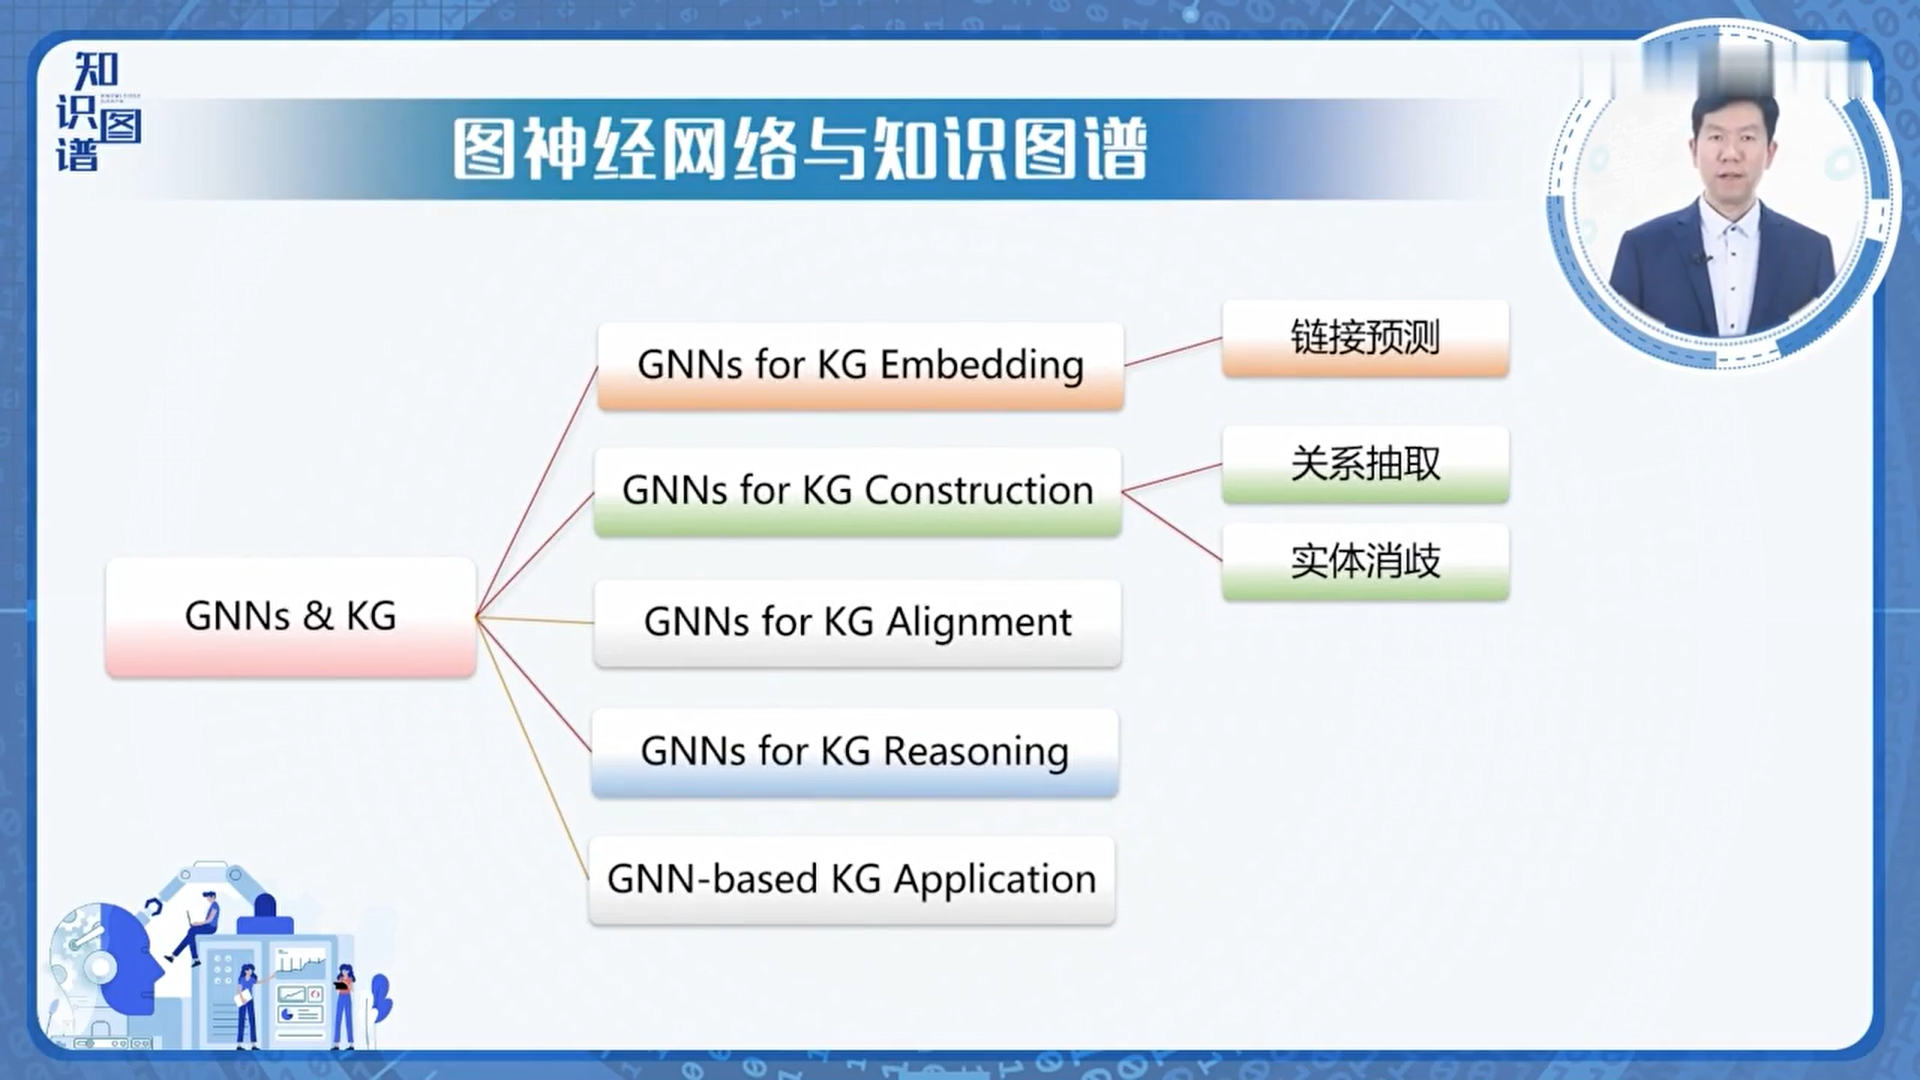 知识图谱
图神经网络与知识图谱
GNNs & KG
GNNs for KG Embedding
链接预测
GNNs for KG Construction
关系抽取
实体消歧
GNNs for KG Alignment
GNNs for KG Reasoning
GNN-based KG Application